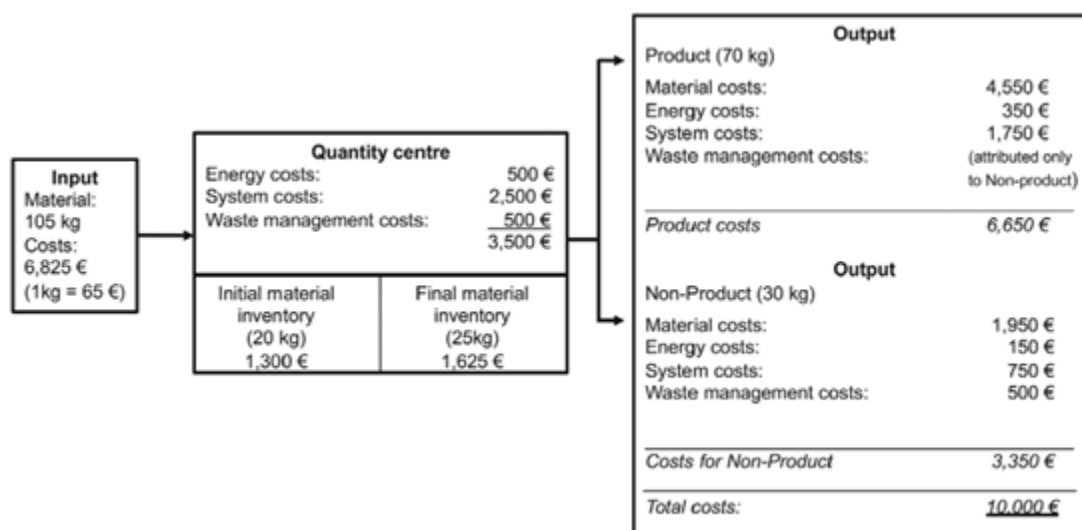 Input
Material:
105 kg
Costs:
6,825 €
(1kg = 65 €)
Quantity centre
Energy costs: 500 €
System costs: 2,500 €
Waste management costs: 500 €
3,500 €
Initial material
inventory
(20 kg)
1,300 €
Final material
inventory
(25kg)
1,625 €
Output
Product (70 kg)
Material costs: 4,550 €
Energy costs: 350 €
System costs: 1,750 €
Waste management costs: (attributed only
to Non-product)
Product costs 6,650 €
Output
Non-Product (30 kg)
Material costs: 1,950 €
Energy costs: 150 €
System costs: 750 €
Waste management costs: 500 €
Costs for Non-Product 3,350 €
Total costs: 10.000 €